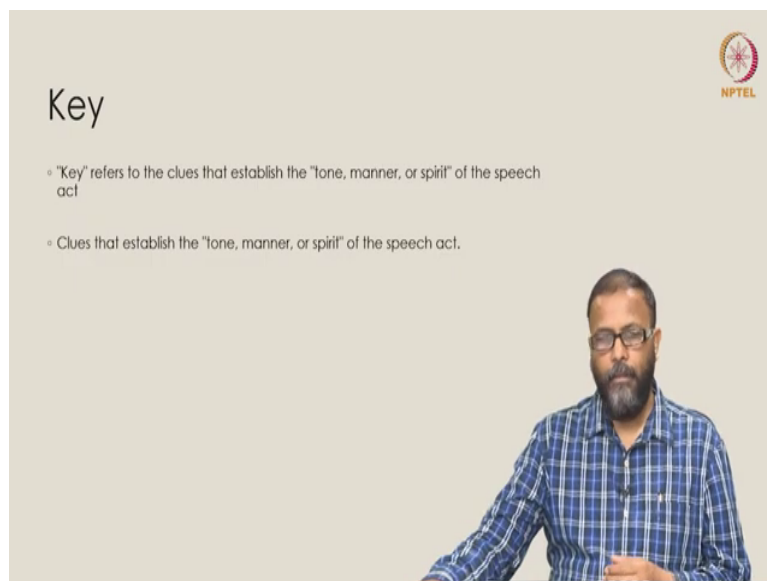 NPTEL
Key
"Key" refers to the clues that establish the "tone, manner, or spirit" of the speech
act
Clues that establish the "tone, manner, or spirit" of the speech act.